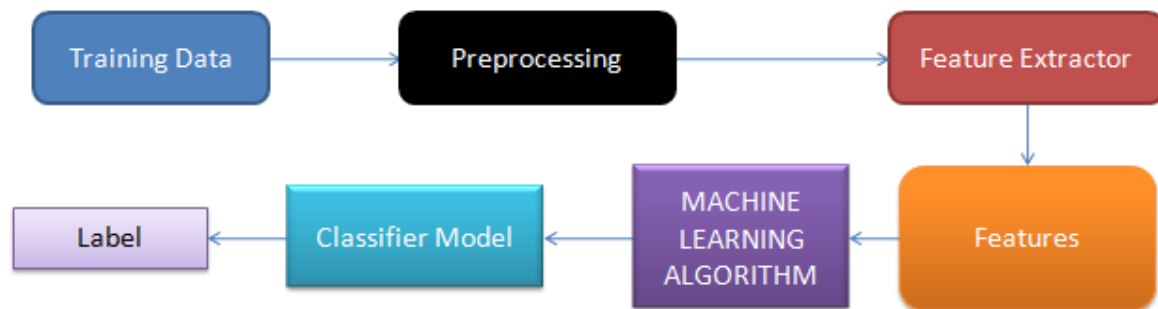 Training Data
Preprocessing
Feature Extractor
Label
Classifier Model
MACHINE
LEARNING
ALGORITHM
Features